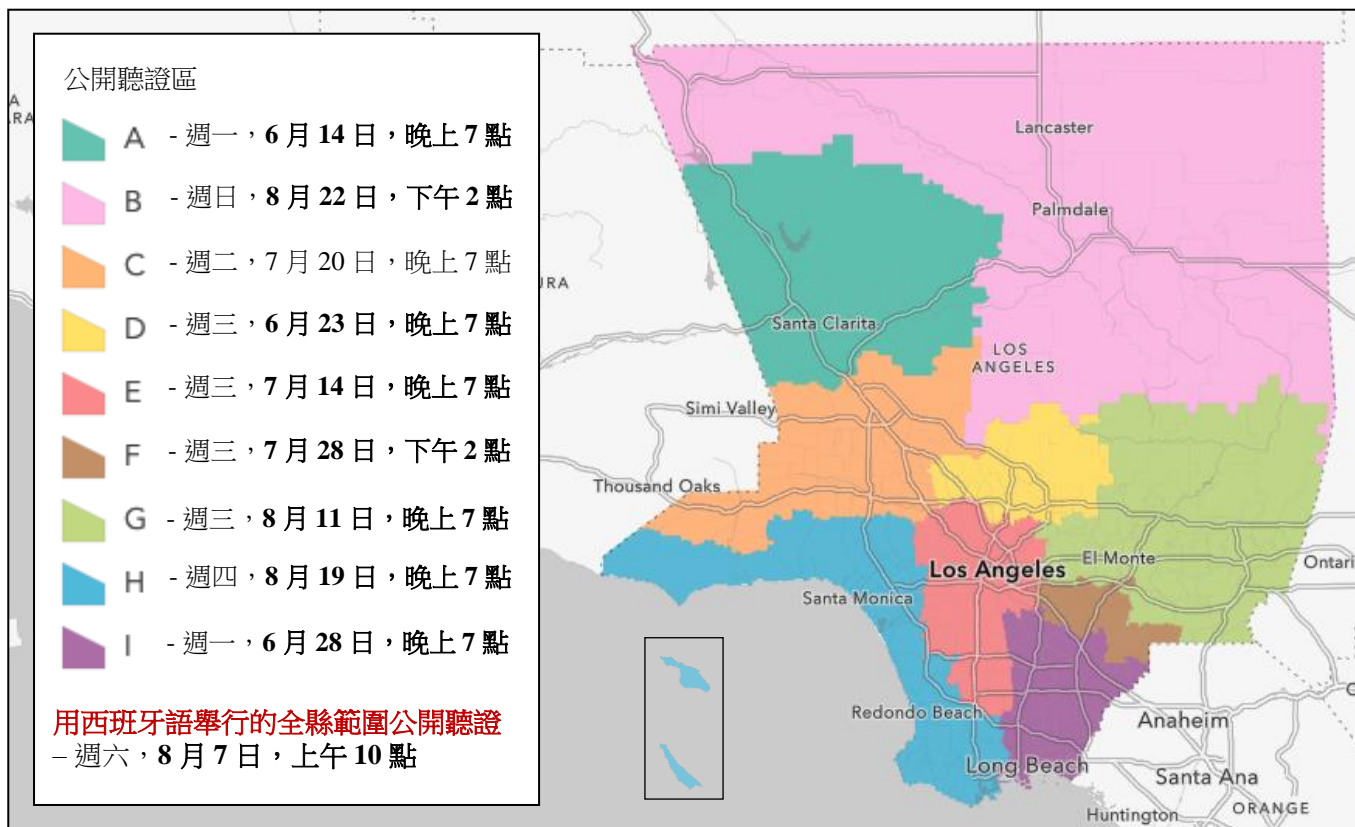 公開聽證區
A - 週一，6 月 14 日，晚上 7 點
B - 週日，8 月 22 日，下午 2 點
C - 週二，7 月 20 日，晚上 7 點
D - 週三，6 月 23 日，晚上 7 點
E - 週三，7 月 14 日，晚上 7 點
F - 週三，7 月 28 日，下午 2 點
G - 週三，8 月 11 日，晚上 7 點
H - 週四，8 月 19 日，晚上 7 點
I - 週一，6 月 28 日，晚上 7 點
用西班牙語舉行的全縣範圍公開聽證
– 週六，8 月 7 日，上午 10 點
Lancaster
Palmdale
Santa Clarita
LOS
ANGELES
Simi Valley
Thousand Oaks
El Monte
Los Angeles
Ontari
Santa Monica
Redondo Beach
Anaheim
Long Beach
Santa Ana
Huntington
ORANGE
URA
A
ARA